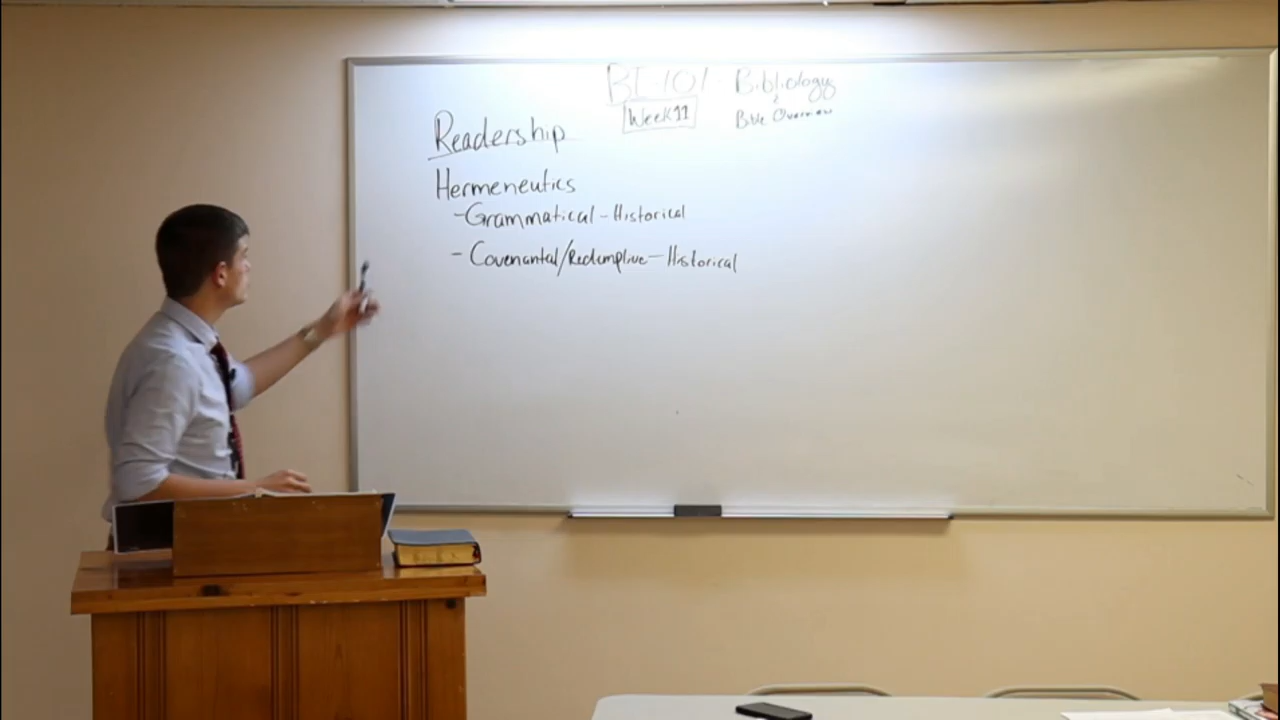 BI-101 Bibliology
Week 11 & Bible Overview
Readership
Hermeneutics
- Grammatical - Historical
- Covenantal/Redemptive - Historical